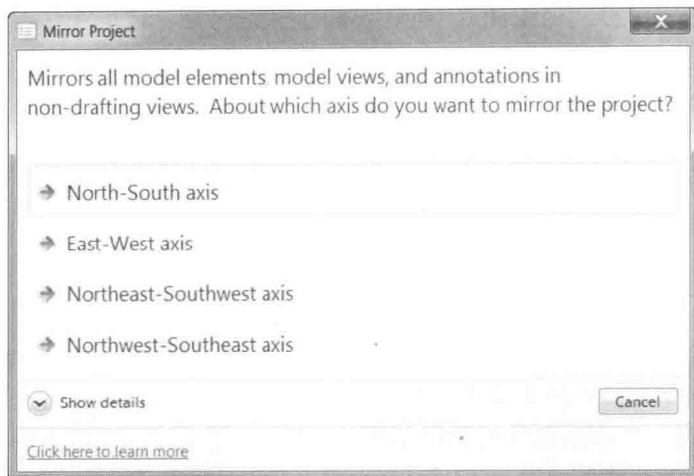 Mirror Project
X
Mirrors all model elements model views, and annotations in
non-drafting views. About which axis do you want to mirror the project?
North-South axis
East-West axis
Northeast-Southwest axis
Northwest-Southeast axis
Show details
Cancel
Click here to learn more